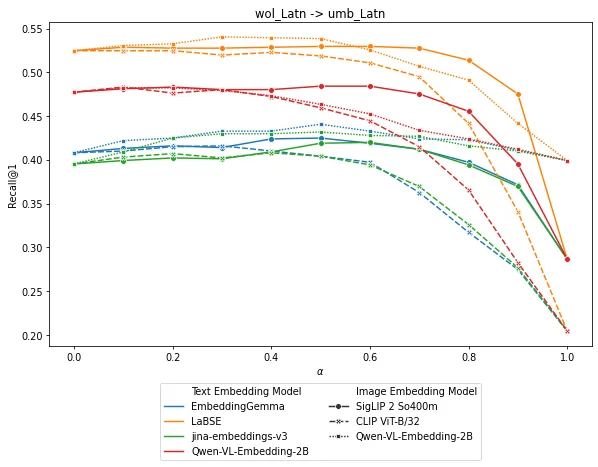 wol_Latn -> umb_Latn
Recall@1
0.55
0.50
0.45
0.40
0.35
0.30
0.25
0.20
0.0 0.2 0.4 0.6 0.8 1.0
α
Text Embedding Model
EmbeddingGemma
LaBSE
jina-embeddings-v3
Qwen-VL-Embedding-2B
Image Embedding Model
SigLIP 2 So400m
CLIP ViT-B/32
Qwen-VL-Embedding-2B